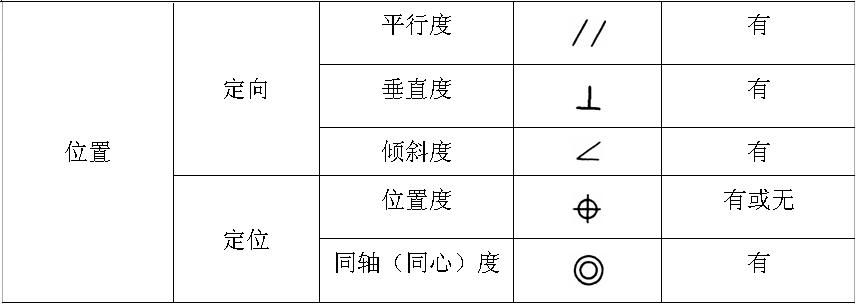 位置
定向
平行度 // 有
垂直度 ⊥ 有
倾斜度 ∠ 有
定位
位置度 ⌖ 有或无
同轴（同心）度 ◎ 有